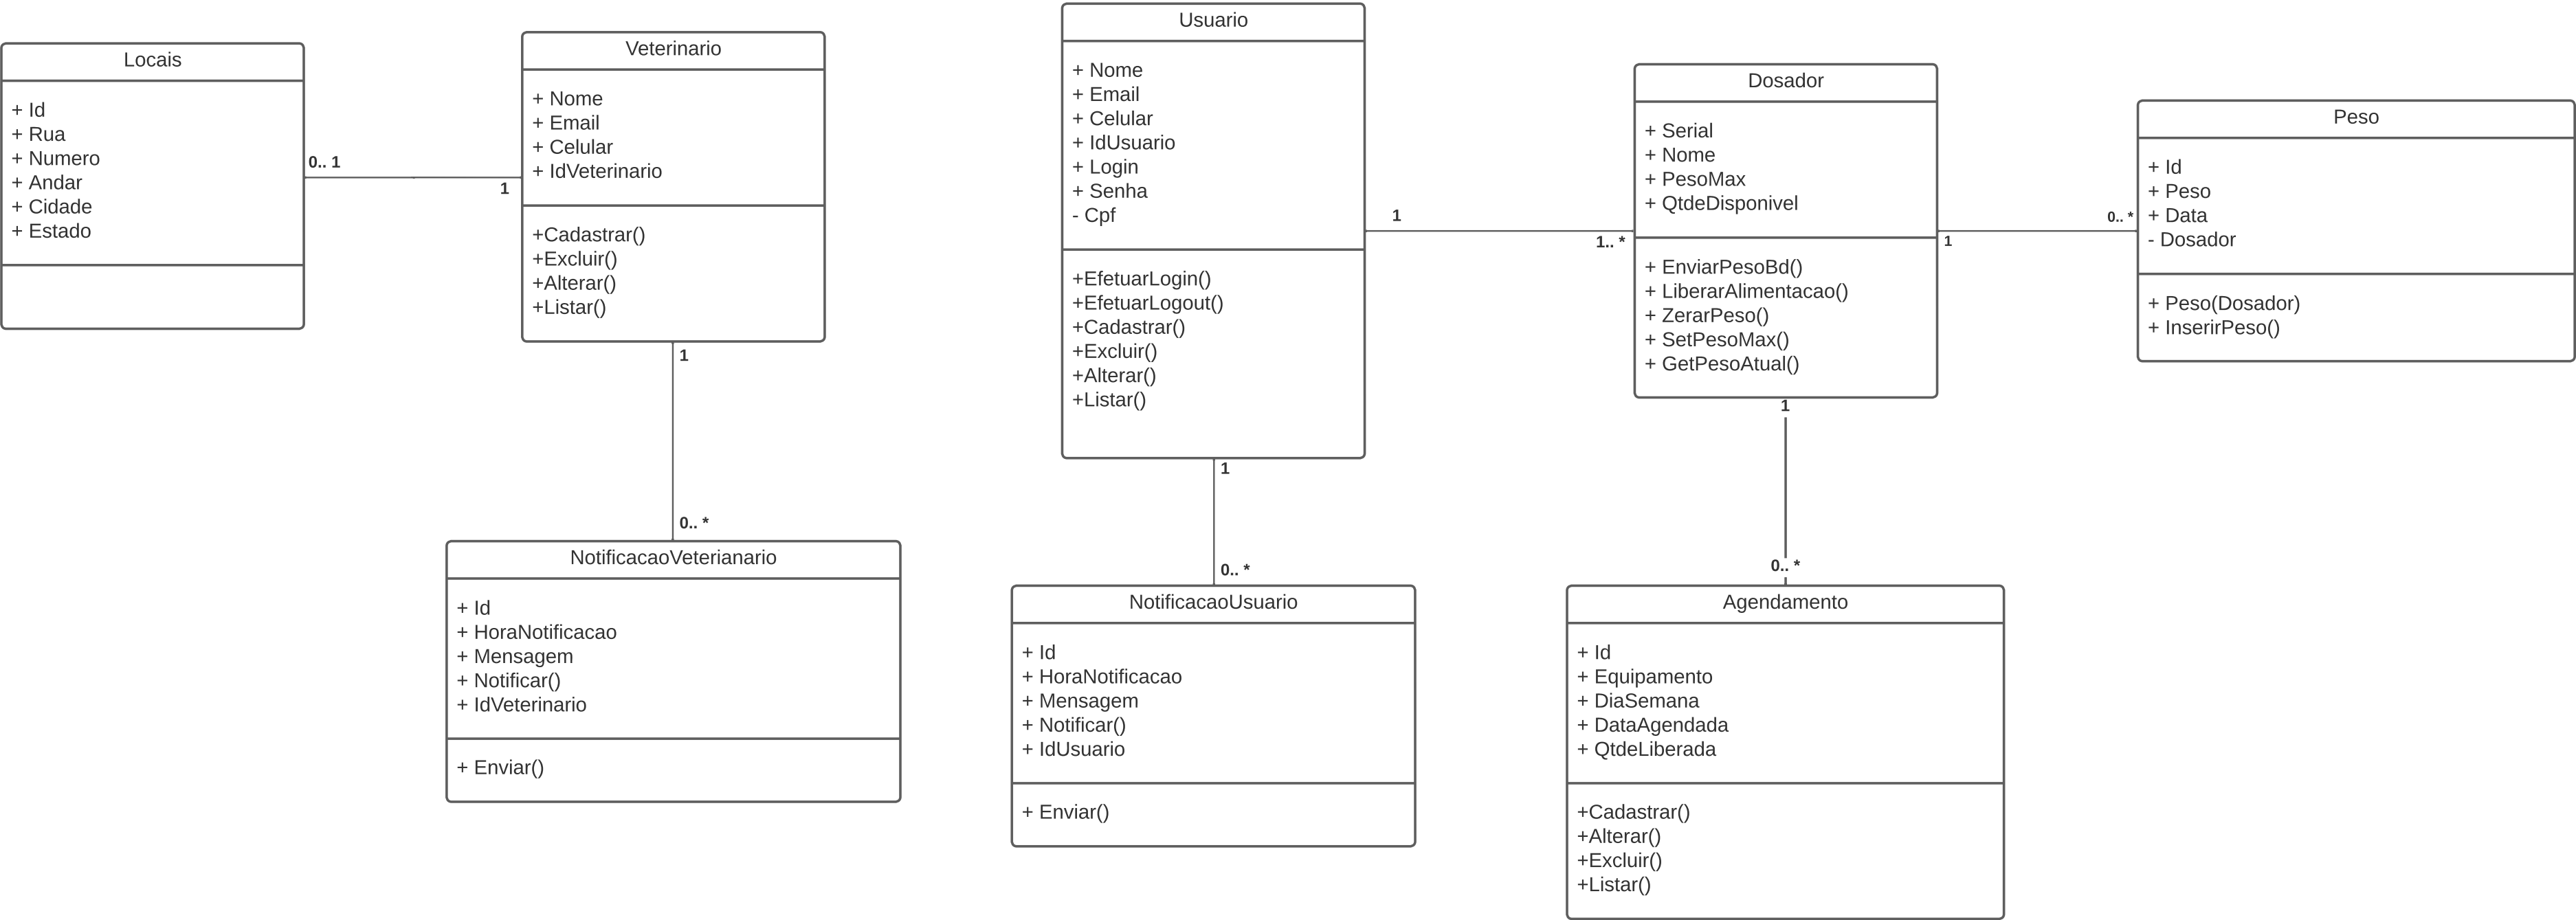 Locais
+ Id
+ Rua
+ Numero
+ Andar
+ Cidade
+ Estado
0.. 1
1
Veterinario
+ Nome
+ Email
+ Celular
+ IdVeterinario
+Cadastrar()
+Excluir()
+Alterar()
+Listar()
1
0.. *
NotificacaoVeterianario
+ Id
+ HoraNotificacao
+ Mensagem
+ Notificar()
+ IdVeterinario
+ Enviar()
Usuario
+ Nome
+ Email
+ Celular
+ IdUsuario
+ Login
+ Senha
- Cpf
+EfetuarLogin()
+EfetuarLogout()
+Cadastrar()
+Excluir()
+Alterar()
+Listar()
1
1.. *
1
0.. *
NotificacaoUsuario
+ Id
+ HoraNotificacao
+ Mensagem
+ Notificar()
+ IdUsuario
+ Enviar()
Dosador
+ Serial
+ Nome
+ PesoMax
+ QtdeDisponivel
+ EnviarPesoBd()
+ LiberarAlimentacao()
+ ZerarPeso()
+ SetPesoMax()
+ GetPesoAtual()
1
0.. *
1
0.. *
Agendamento
+ Id
+ Equipamento
+ DiaSemana
+ DataAgendada
+ QtdeLiberada
+Cadastrar()
+Alterar()
+Excluir()
+Listar()
Peso
+ Id
+ Peso
+ Data
- Dosador
+ Peso(Dosador)
+ InserirPeso()